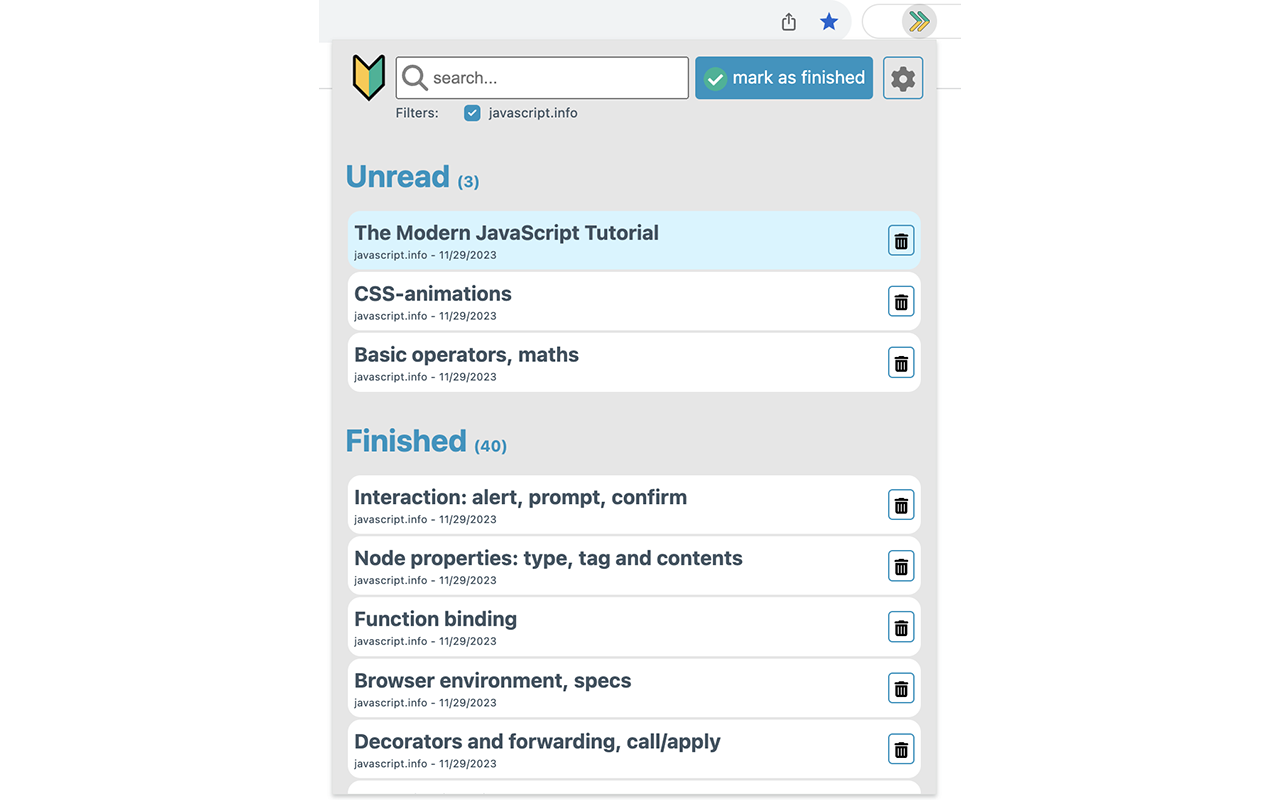 search...
mark as finished
Filters:
javascript.info
Unread (3)
The Modern JavaScript Tutorial
javascript.info - 11/29/2023
CSS-animations
javascript.info - 11/29/2023
Basic operators, maths
javascript.info - 11/29/2023
Finished (40)
Interaction: alert, prompt, confirm
javascript.info - 11/29/2023
Node properties: type, tag and contents
javascript.info - 11/29/2023
Function binding
javascript.info - 11/29/2023
Browser environment, specs
javascript.info - 11/29/2023
Decorators and forwarding, call/apply
javascript.info - 11/29/2023